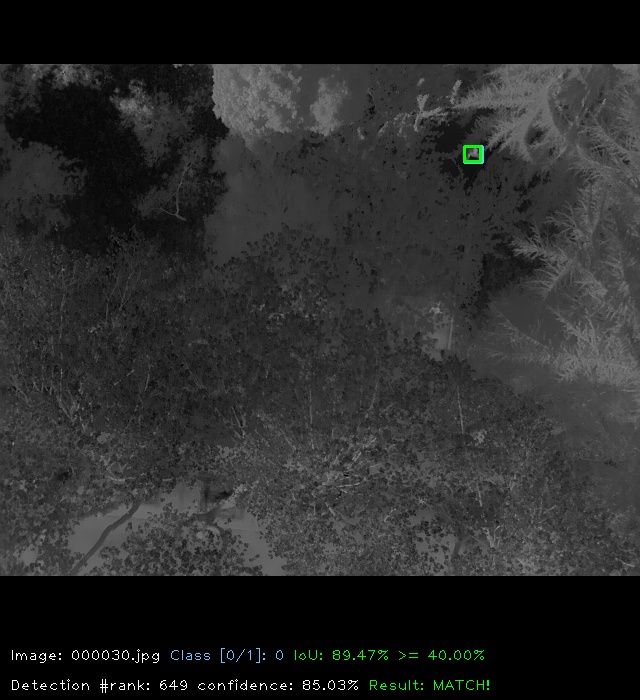 Image: 000030.jpg Class [0/1]: 0 IoU: 89.47% >= 40.00%
Detection #rank: 649 confidence: 85.03% Result: MATCH!